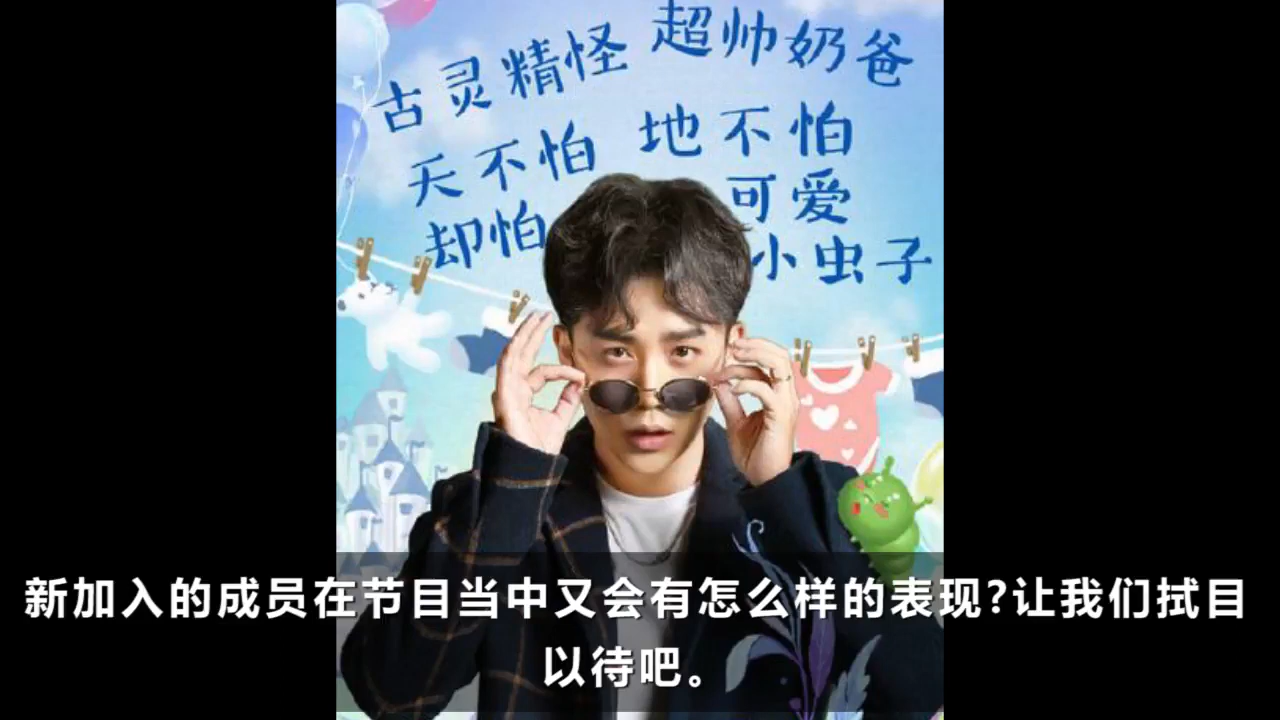 古灵精怪 超帅奶爸
天不怕 地不怕
却怕 可爱
小虫子
新加入的成员在节目当中又会有怎么样的表现?让我们拭目
以待吧。